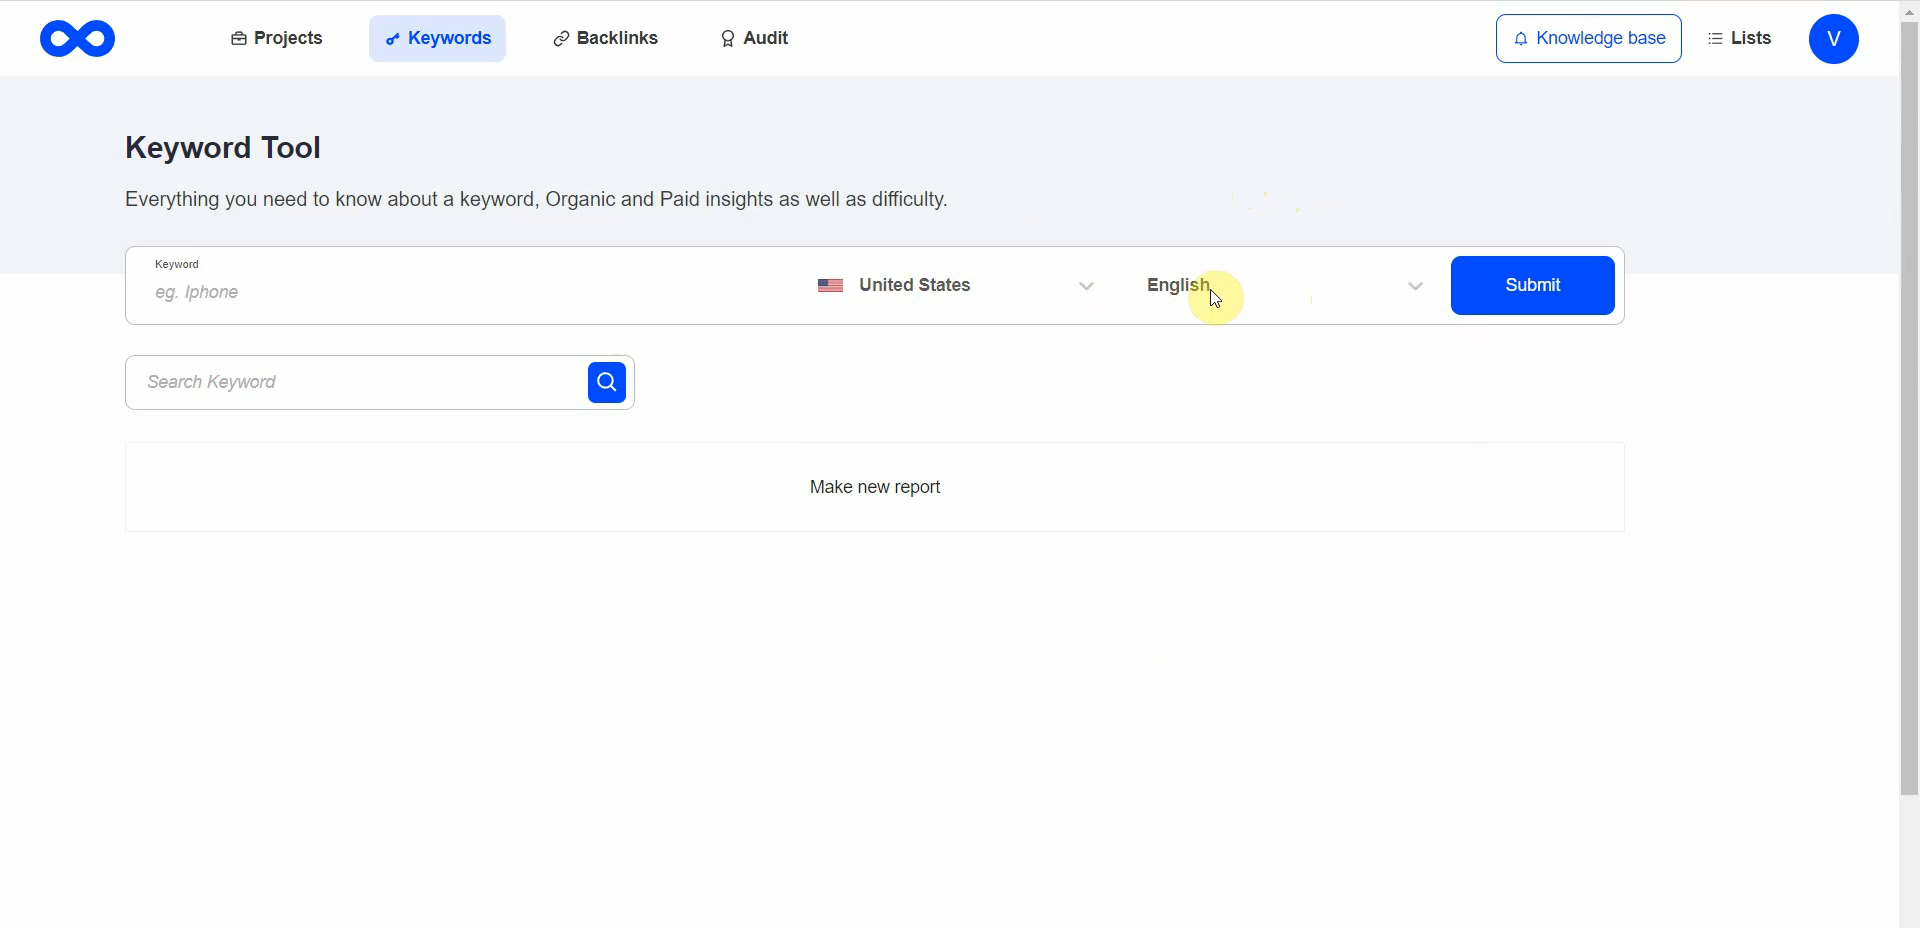 Projects
Keywords
Backlinks
Audit
Knowledge base
Lists
V
Keyword Tool
Everything you need to know about a keyword, Organic and Paid insights as well as difficulty.
Keyword
eg. Iphone
United States
English
Submit
Search Keyword
Make new report